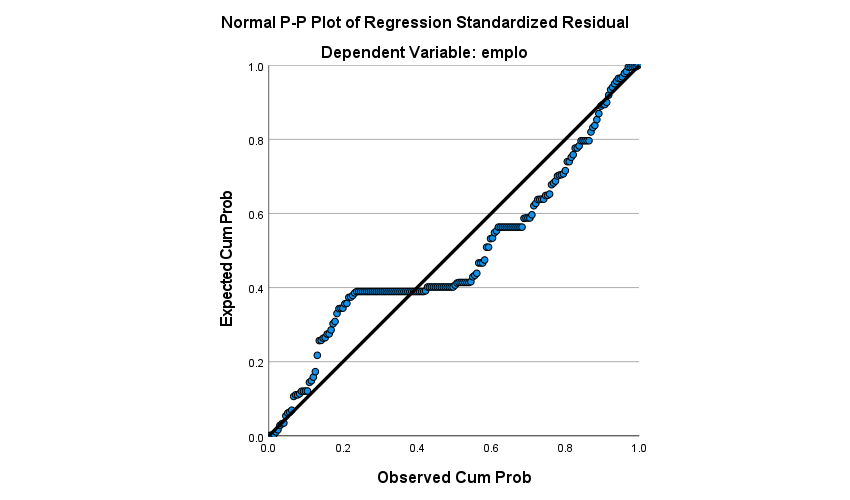 Normal P-P Plot of Regression Standardized Residual
Dependent Variable: emplo
Expected Cum Prob
1.0
0.8
0.6
0.4
0.2
0.0
0.0 0.2 0.4 0.6 0.8 1.0
Observed Cum Prob